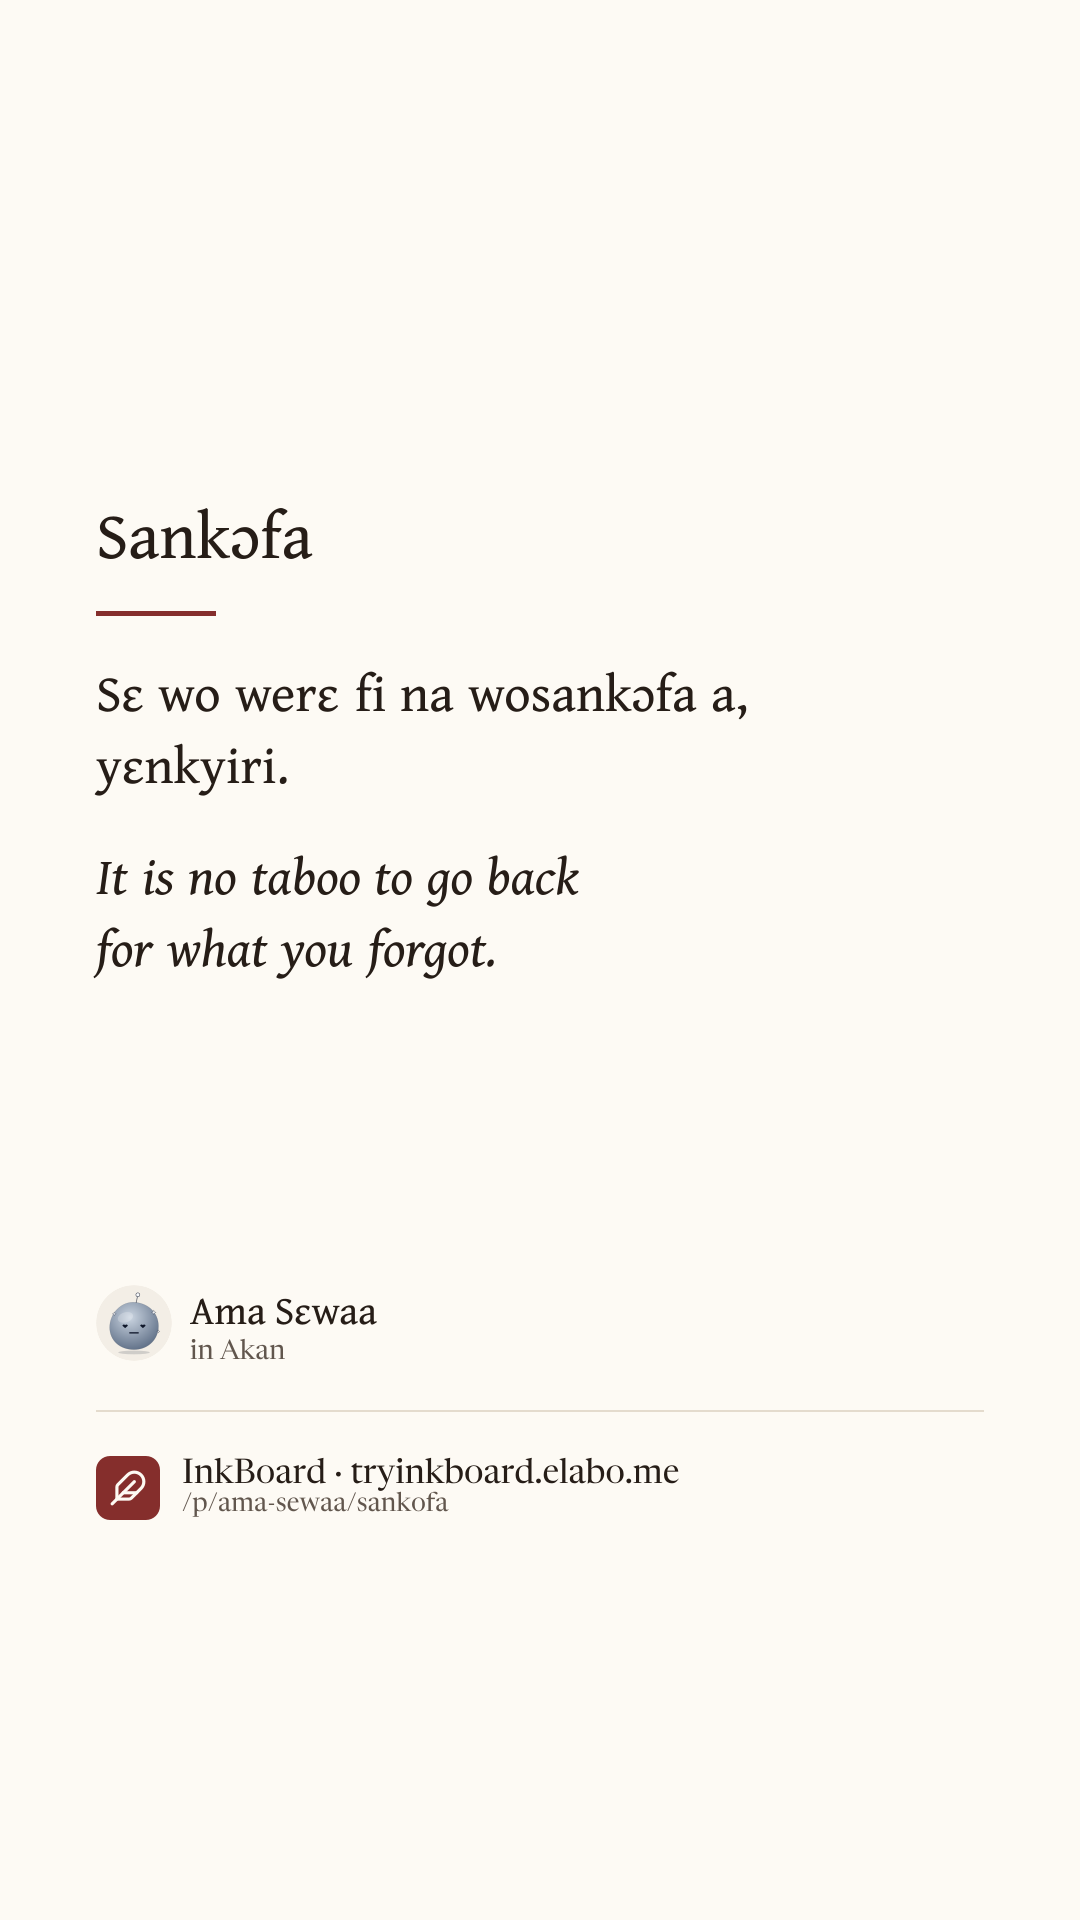 Sankɔfa
Sɛ wo werɛ fi na wosankɔfa a,
yɛnkyiri.
It is no taboo to go back
for what you forgot.
Ama Sɛwaa
in Akan
InkBoard · tryinkboard.elabo.me
/p/ama-sewaa/sankofa